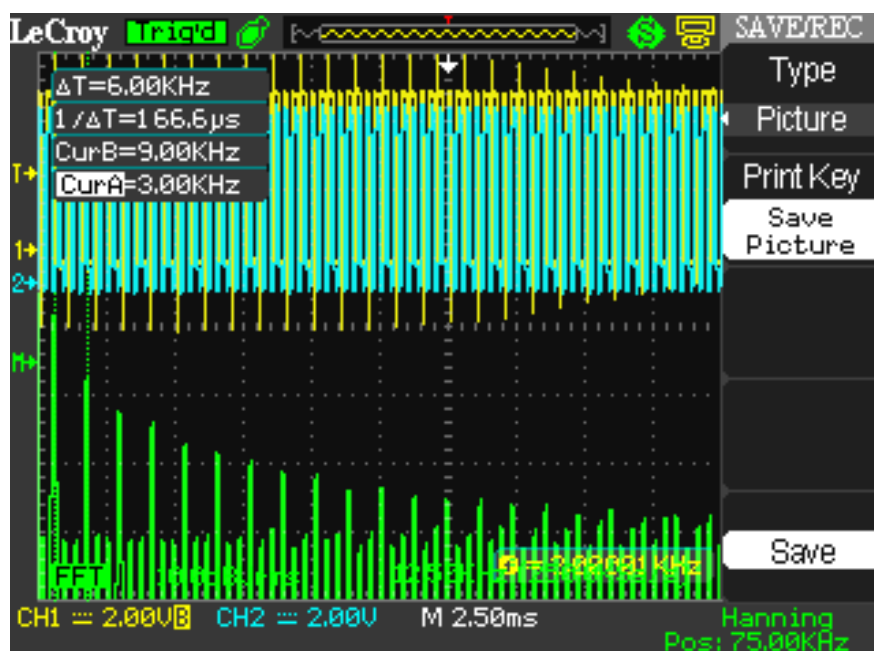 LeCroy Trig'd SAVE/REC
ΔT=6.00KHz
1/ΔT=166.6μs
CurB=9.00KHz
CurA=3.00KHz
Type
Picture
Print Key
Save
Picture
T
1
2
M
FFT
KHz
Save
CH1 2.00VB CH2 2.00V M 2.50ms
Hanning
Pos: 75.00KHz